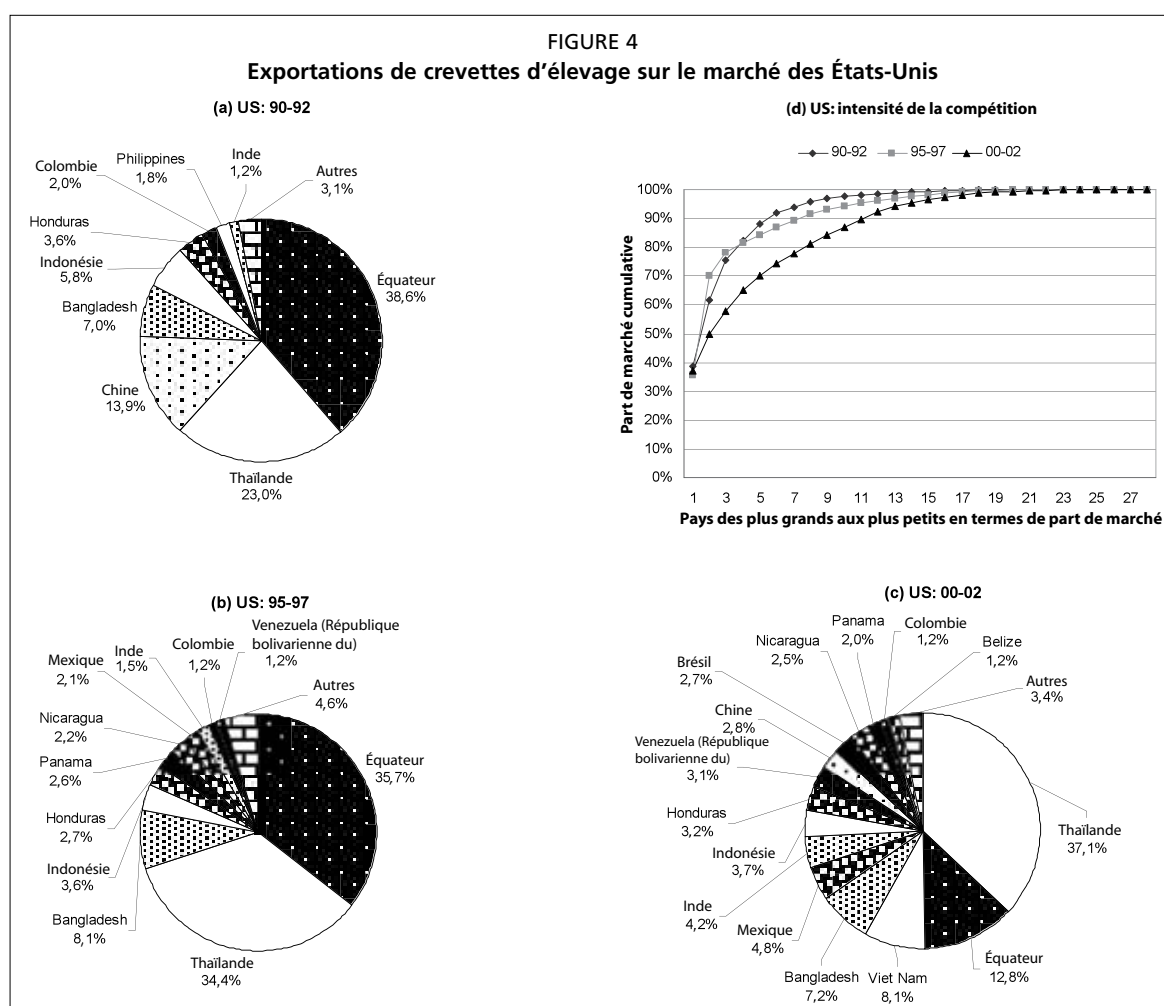 FIGURE 4
Exportations de crevettes d'élevage sur le marché des États-Unis
(a) US: 90-92
Équateur
38,6%
Thaïlande
23,0%
Chine
13,9%
Bangladesh
7,0%
Indonésie
5,8%
Honduras
3,6%
Colombie
2,0%
Philippines
1,8%
Inde
1,2%
Autres
3,1%
(d) US: intensité de la compétition
90-92
95-97
00-02
Part de marché cumulative
100%
90%
80%
70%
60%
50%
40%
30%
20%
10%
0%
1 3 5 7 9 11 13 15 17 19 21 23 25 27
Pays des plus grands aux plus petits en termes de part de marché
(b) US: 95-97
Équateur
35,7%
Thaïlande
34,4%
Bangladesh
8,1%
Indonésie
3,6%
Honduras
2,7%
Panama
2,6%
Nicaragua
2,2%
Mexique
2,1%
Inde
1,5%
Colombie
1,2%
Venezuela (République
bolivarienne du)
1,2%
Autres
4,6%
(c) US: 00-02
Thaïlande
37,1%
Équateur
12,8%
Viet Nam
8,1%
Bangladesh
7,2%
Mexique
4,8%
Inde
4,2%
Indonésie
3,7%
Honduras
3,2%
Venezuela (République
bolivarienne du)
3,1%
Chine
2,8%
Brésil
2,7%
Nicaragua
2,5%
Panama
2,0%
Colombie
1,2%
Belize
1,2%
Autres
3,4%